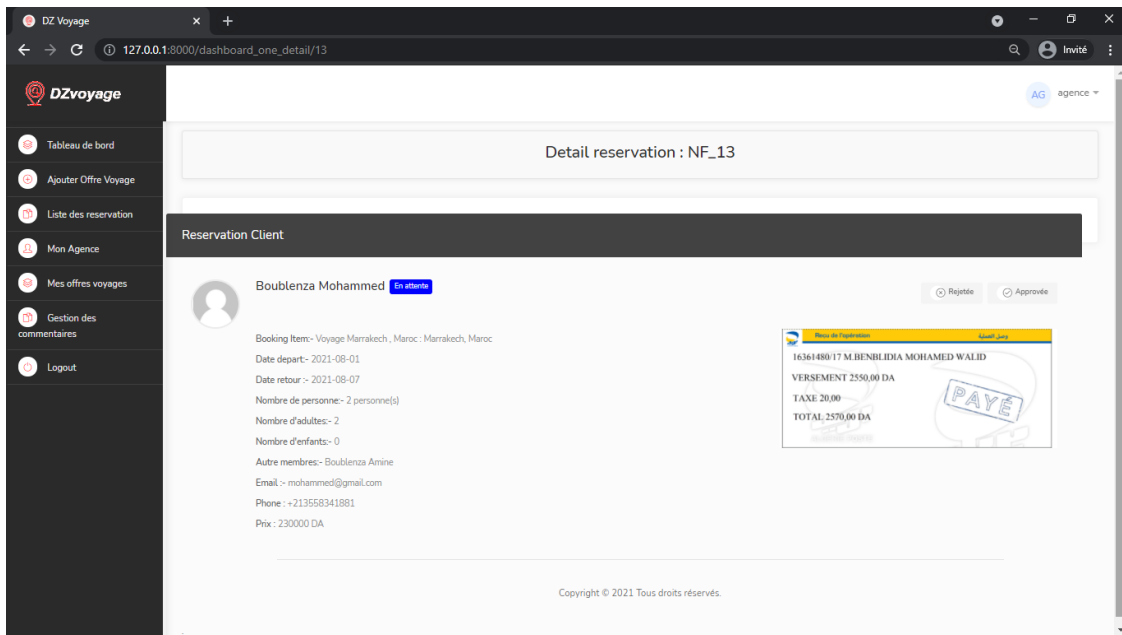 DZ Voyage
127.0.0.1:8000/dashboard_one_detail/13
Invité
DZvoyage
AG agence
Tableau de bord
Ajouter Offre Voyage
Liste des reservation
Mon Agence
Mes offres voyages
Gestion des
commentaires
Logout
Detail reservation : NF_13
Reservation Client
Boublenza Mohammed En attente
Rejetée Approvée
Booking Item:- Voyage Marrakech , Maroc : Marrakech, Maroc
Date depart:- 2021-08-01
Date retour :- 2021-08-07
Nombre de personne:- 2 personne(s)
Nombre d'adultes:- 2
Nombre d'enfants:- 0
Autre membres:- Boublenza Amine
Email :- mohammed@gmail.com
Phone : +213558341881
Prix : 230000 DA
Reçu de l'opération وصل العملية
16361480/17 M.BENBLIDIA MOHAMED WALID
VERSEMENT 2550,00 DA
TAXE 20,00
TOTAL 2570,00 DA
PAYÉ
Copyright © 2021 Tous droits réservés.